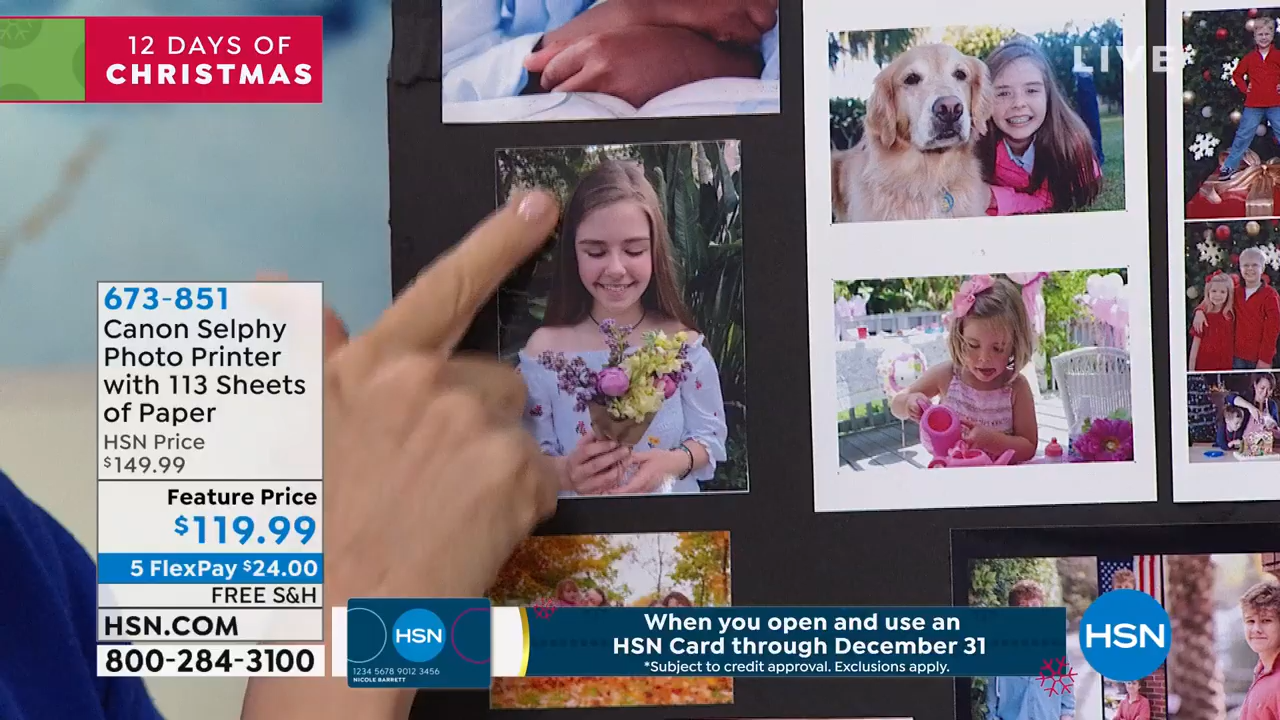 12 DAYS OF
CHRISTMAS
LIVE
673-851
Canon Selphy
Photo Printer
with 113 Sheets
of Paper
HSN Price
$149.99
Feature Price
$119.99
5 FlexPay $24.00
FREE S&H
HSN.COM
800-284-3100
HSN
1234 5678 9012 3456
NICOLE BARRETT
When you open and use an
HSN Card through December 31
*Subject to credit approval. Exclusions apply.
HSN